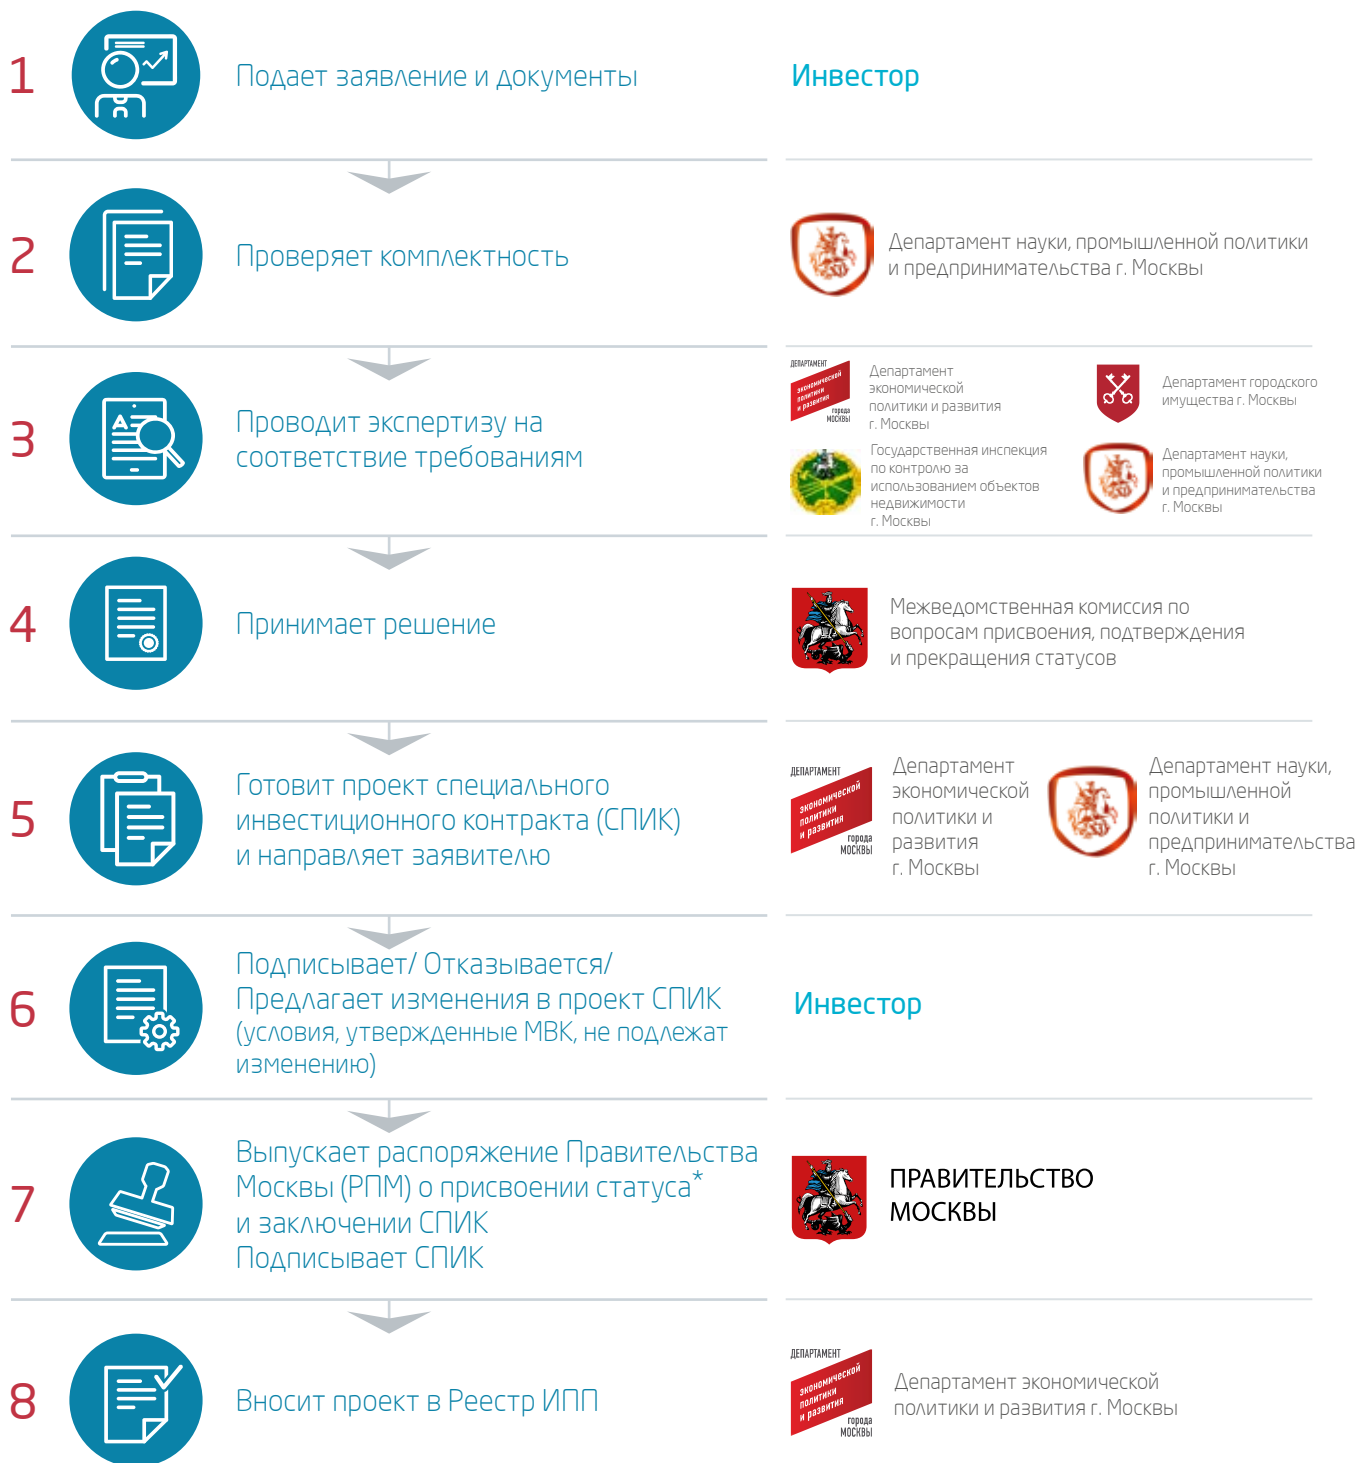 1
Подает заявление и документы
Инвестор
2
Проверяет комплектность
Департамент науки, промышленной политики
и предпринимательства г. Москвы
3
Проводит экспертизу на
соответствие требованиям
ДЕПАРТАМЕНТ
экономической
политики
и развития
города
МОСКВЫ
Департамент
экономической
политики и развития
г. Москвы
Департамент городского
имущества г. Москвы
Государственная инспекция
по контролю за
использованием объектов
недвижимости
г. Москвы
Департамент науки,
промышленной политики
и предпринимательства
г. Москвы
4
Принимает решение
Межведомственная комиссия по
вопросам присвоения, подтверждения
и прекращения статусов
5
Готовит проект специального
инвестиционного контракта (СПИК)
и направляет заявителю
ДЕПАРТАМЕНТ
экономической
политики
и развития
города
МОСКВЫ
Департамент
экономической
политики и
развития
г. Москвы
Департамент науки,
промышленной
политики и
предпринимательства
г. Москвы
6
Подписывает/ Отказывается/
Предлагает изменения в проект СПИК
(условия, утвержденные МВК, не подлежат
изменению)
Инвестор
7
Выпускает распоряжение Правительства
Москвы (РПМ) о присвоении статуса*
и заключении СПИК
Подписывает СПИК
ПРАВИТЕЛЬСТВО
МОСКВЫ
8
Вносит проект в Реестр ИПП
ДЕПАРТАМЕНТ
экономической
политики
и развития
города
МОСКВЫ
Департамент экономической
политики и развития г. Москвы